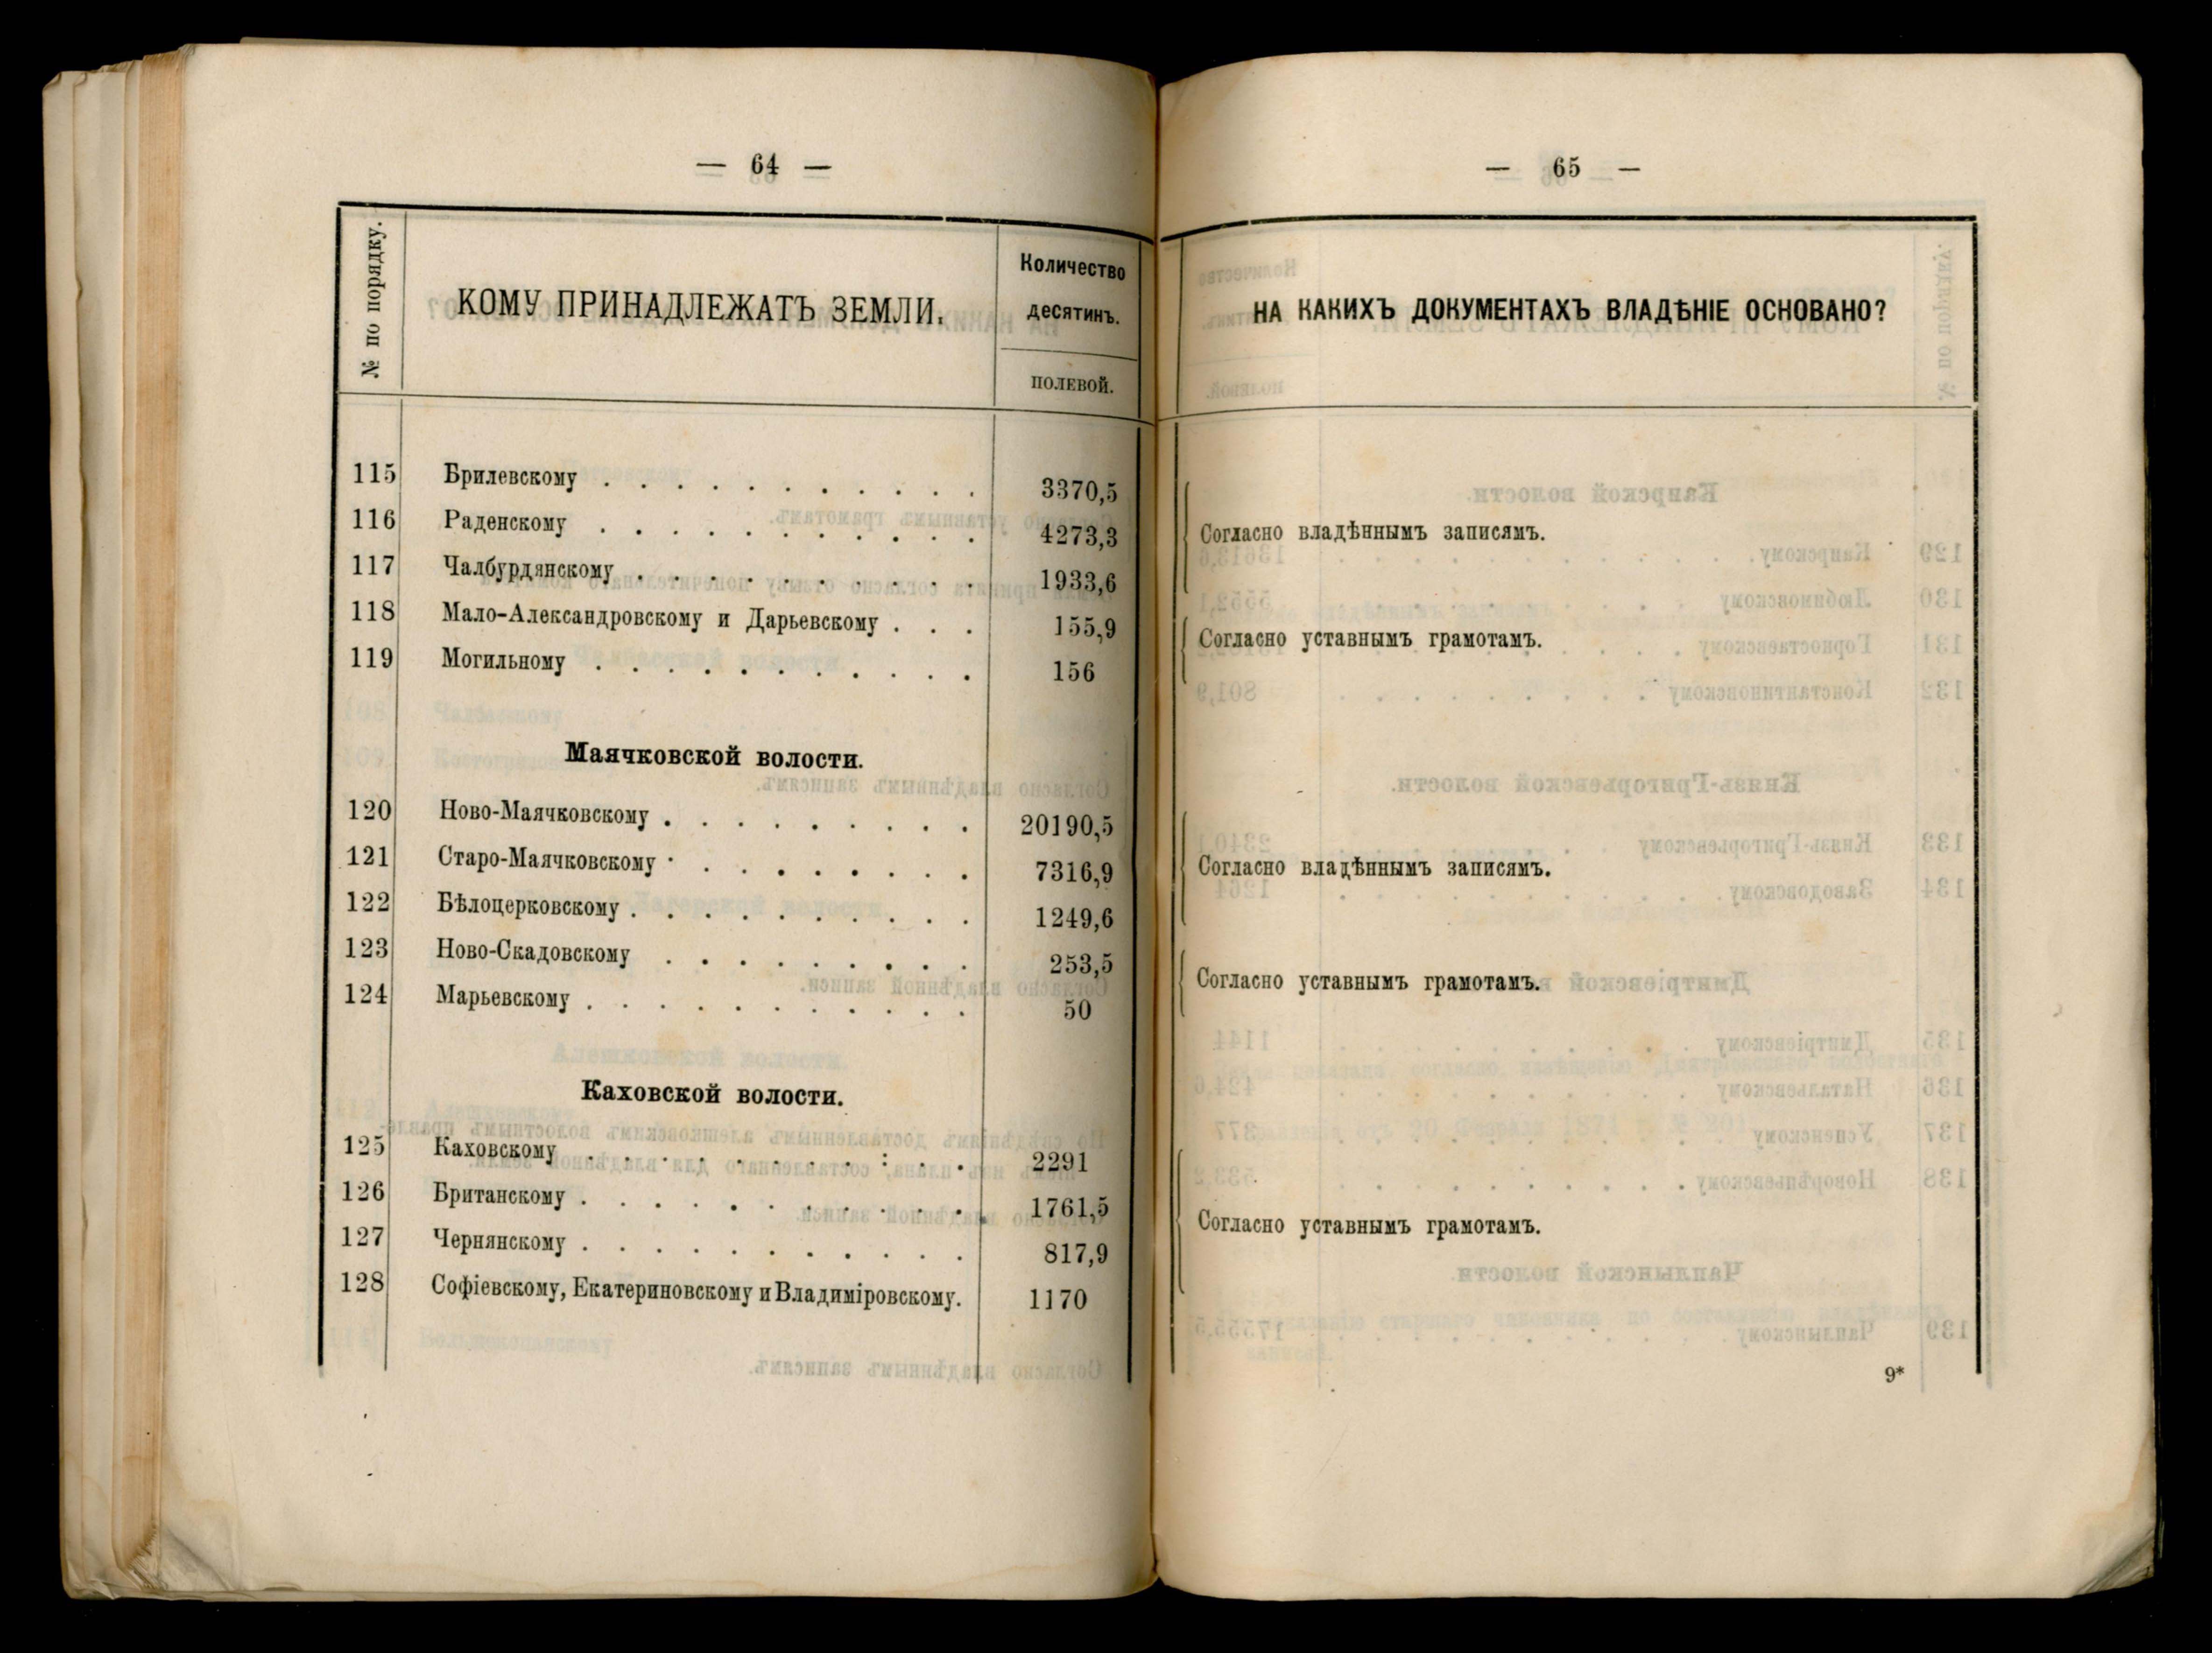 — 64 —
№ по порядку.
КОМУ ПРИНАДЛЕЖАТЪ ЗЕМЛИ.
Количество
десятинъ.
ПОЛЕВОЙ.
115 Брилевскому . . . . . . . . . . . 3370,5
116 Раденскому . . . . . . . . . . . 4273,3
117 Чалбурдянскому . . . . . . . . . . 1933,6
118 Мало-Александровскому и Дарьевскому . . . 155,9
119 Могильному . . . . . . . . . . . 156
Маячковской волости.
120 Ново-Маячковскому . . . . . . . . . 20190,5
121 Старо-Маячковскому . . . . . . . . . 7316,9
122 Бѣлоцерковскому . . . . . . . . . . 1249,6
123 Ново-Скадовскому . . . . . . . . . 253,5
124 Марьевскому . . . . . . . . . . . 50
Каховской волости.
125 Каховскому . . . . . . . . : . . 2291
126 Британскому . . . . . . . . . . . 1761,5
127 Чернянскому . . . . . . . . . . . 817,9
128 Софіевскому, Екатериновскому и Владиміровскому. 1170
— 65 —
НА КАКИХЪ ДОКУМЕНТАХЪ ВЛАДѢНІЕ ОСНОВАНО?
Согласно владѣннымъ записямъ.
Согласно уставнымъ грамотамъ.
Согласно владѣннымъ записямъ.
Согласно уставнымъ грамотамъ.
Согласно уставнымъ грамотамъ.
9*